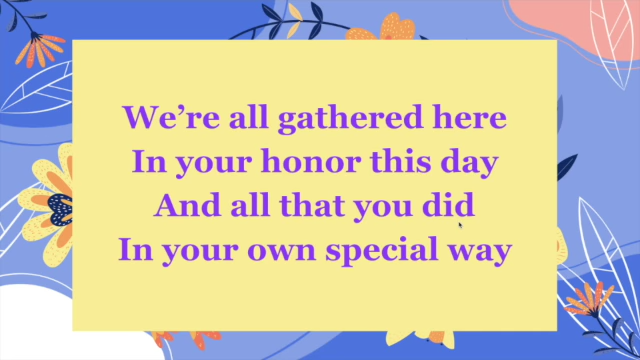 We’re all gathered here
In your honor this day
And all that you did
In your own special way